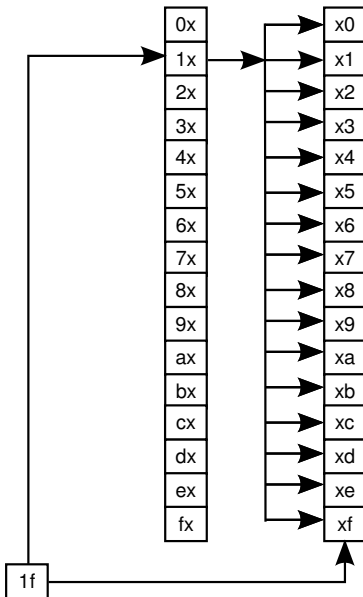 0x x0
1x x1
2x x2
3x x3
4x x4
5x x5
6x x6
7x x7
8x x8
9x x9
ax xa
bx xb
cx xc
dx xd
ex xe
fx xf
1f